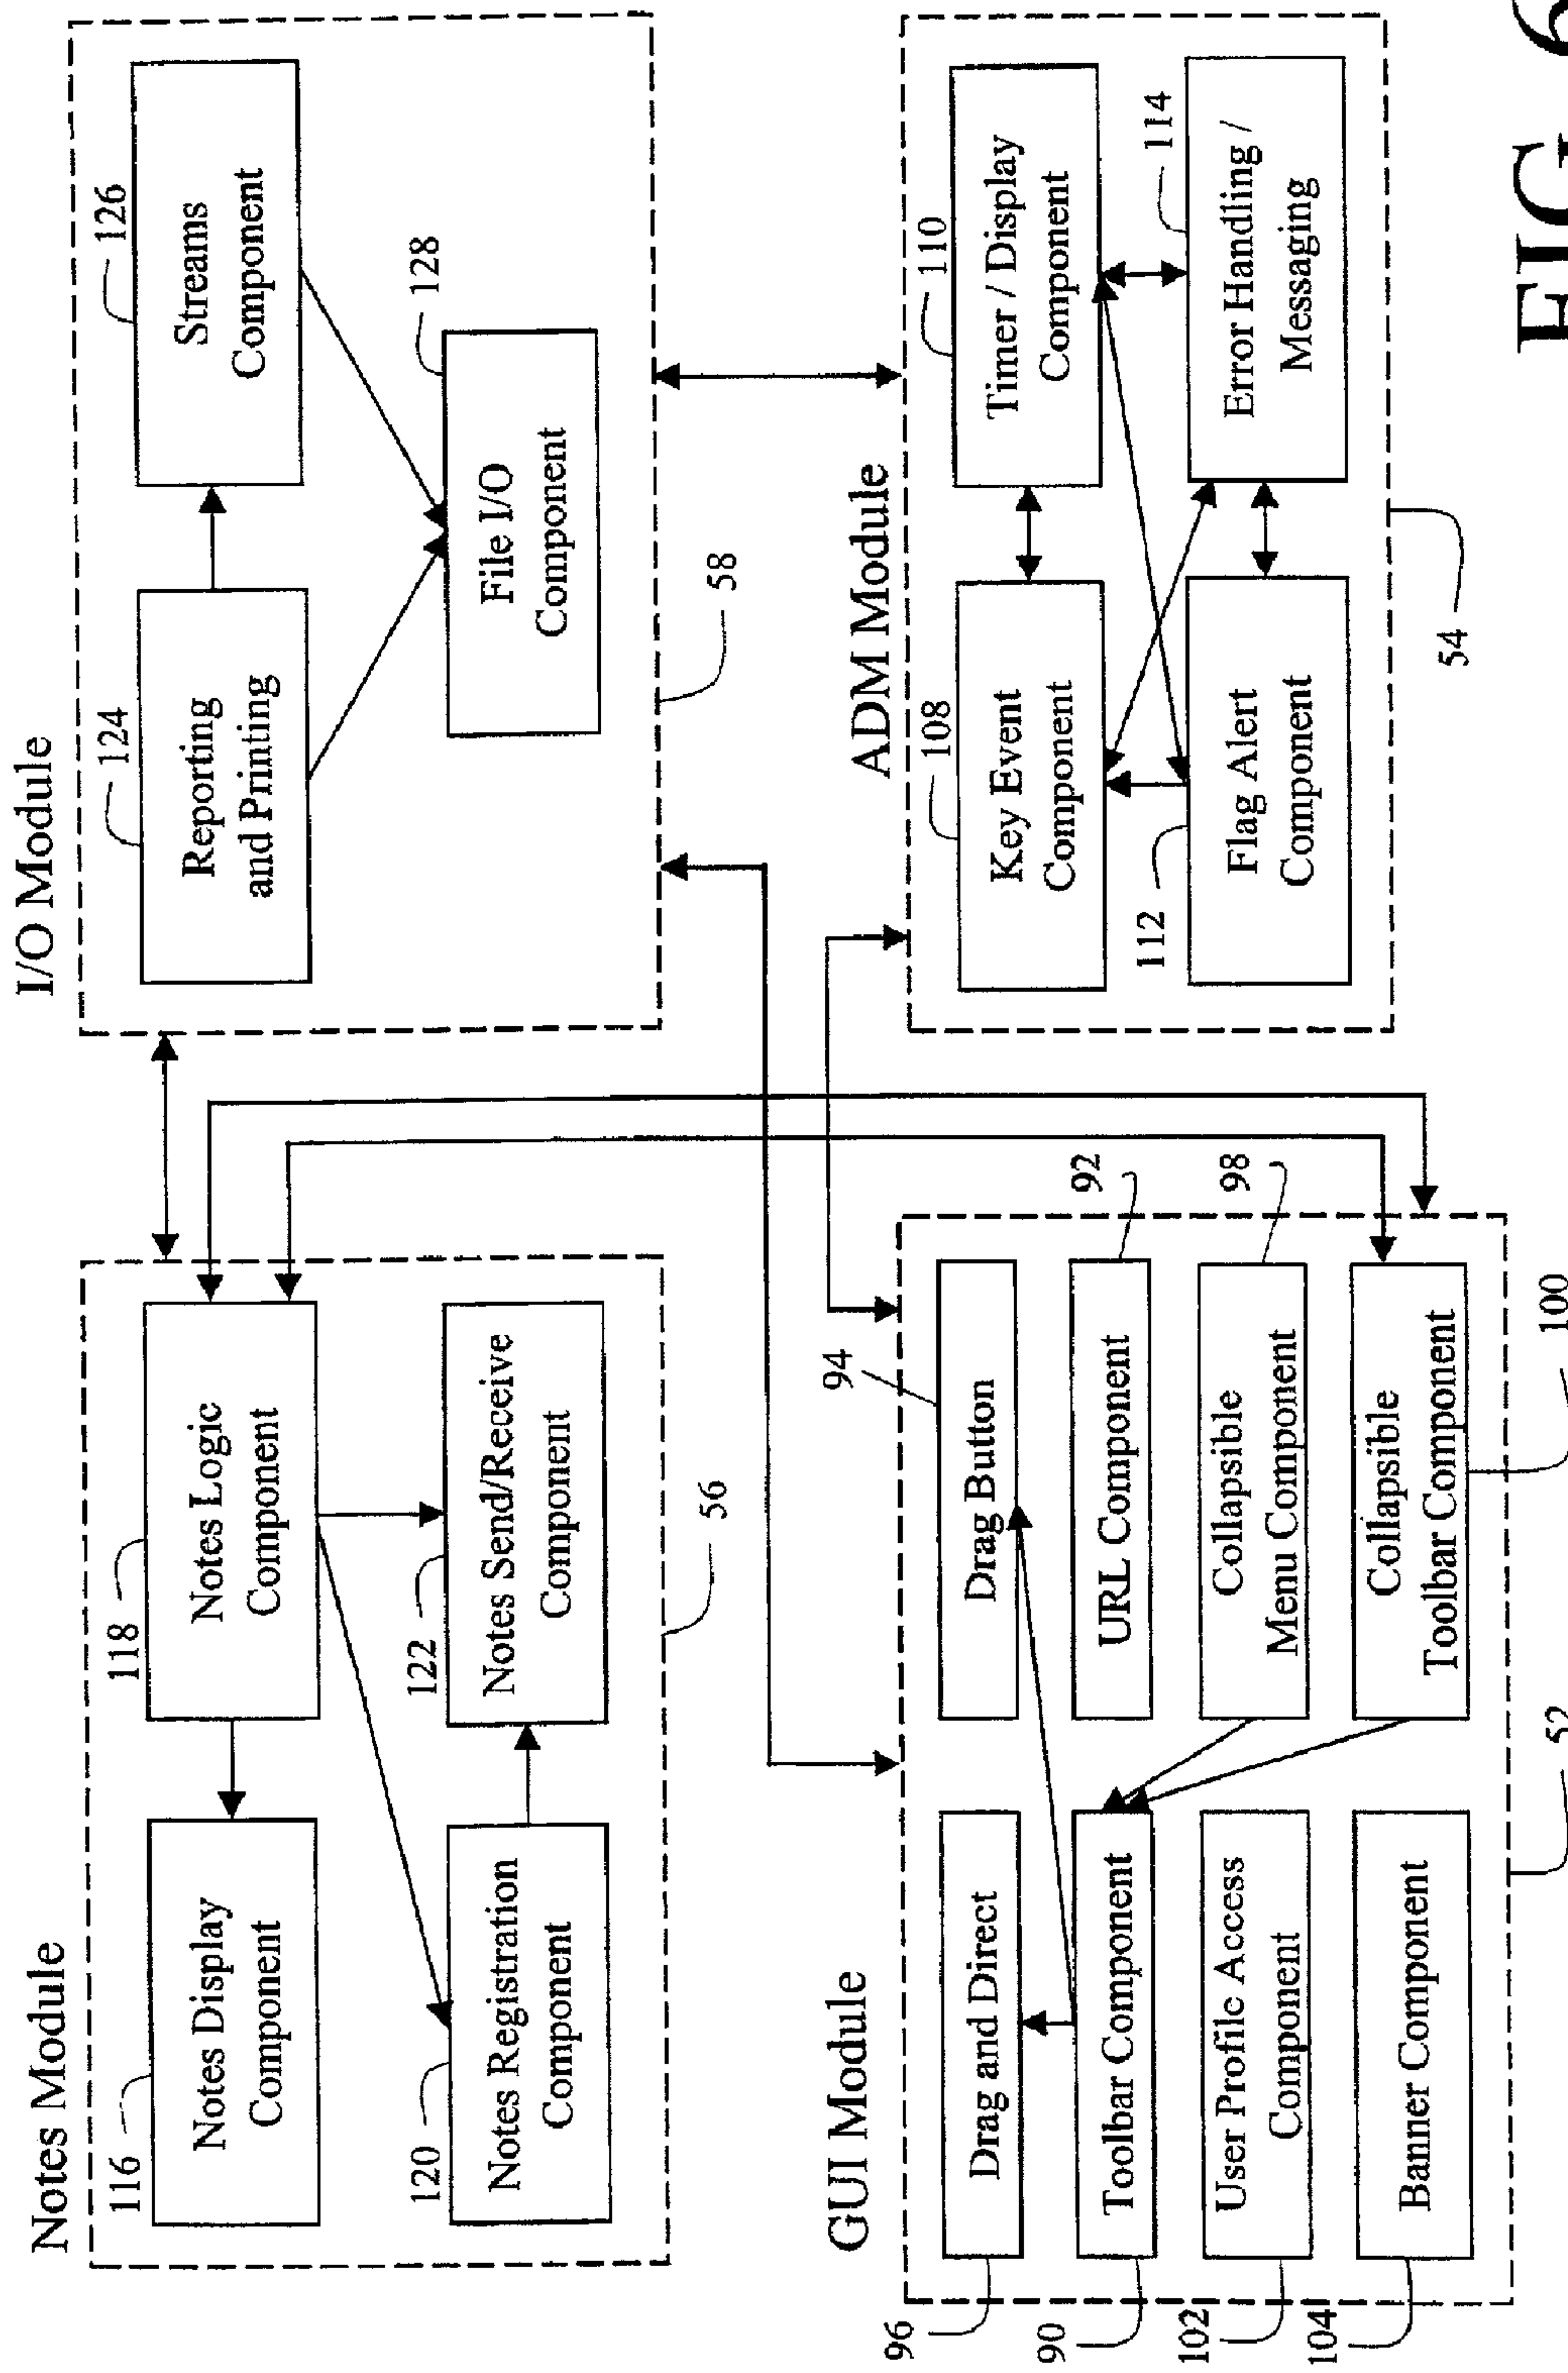 Notes Module
116
Notes Display
Component
118
Notes Logic
Component
120
Notes Registration
Component
122
Notes Send/Receive
Component
56
I/O Module
124
Reporting
and Printing
126
Streams
Component
128
File I/O
Component
58
GUI Module
96
Drag and Direct
94
Drag Button
90
Toolbar Component
92
URL Component
102
User Profile Access
Component
98
Collapsible
Menu Component
104
Banner Component
Collapsible
Toolbar Component
100
52
ADM Module
108
Key Event
Component
110
Timer / Display
Component
112
Flag Alert
Component
114
Error Handling /
Messaging
54
FIG